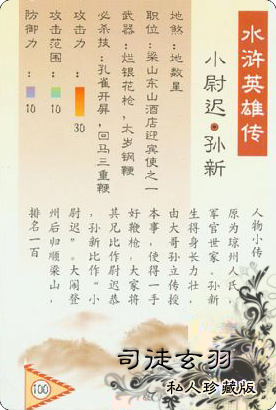 水浒英雄传
小尉迟·孙新
地煞：地数星
职位：梁山东山酒店迎宾使之一
武器：烂银花枪，太岁钢鞭
必杀技：孔雀开屏，回马三重鞭
攻击力：30
攻击范围：10
防御力：10
人物小传
原为琼州人氏，
军官世家。孙新
生得身长力壮，
由大哥孙立传授
本事，使得一手
好鞭枪，大家将
其兄比作尉迟恭
，孙新比作“小
尉迟”。大闹登
州后归顺梁山，
排名一百
100
司徒玄羽
私人珍藏版